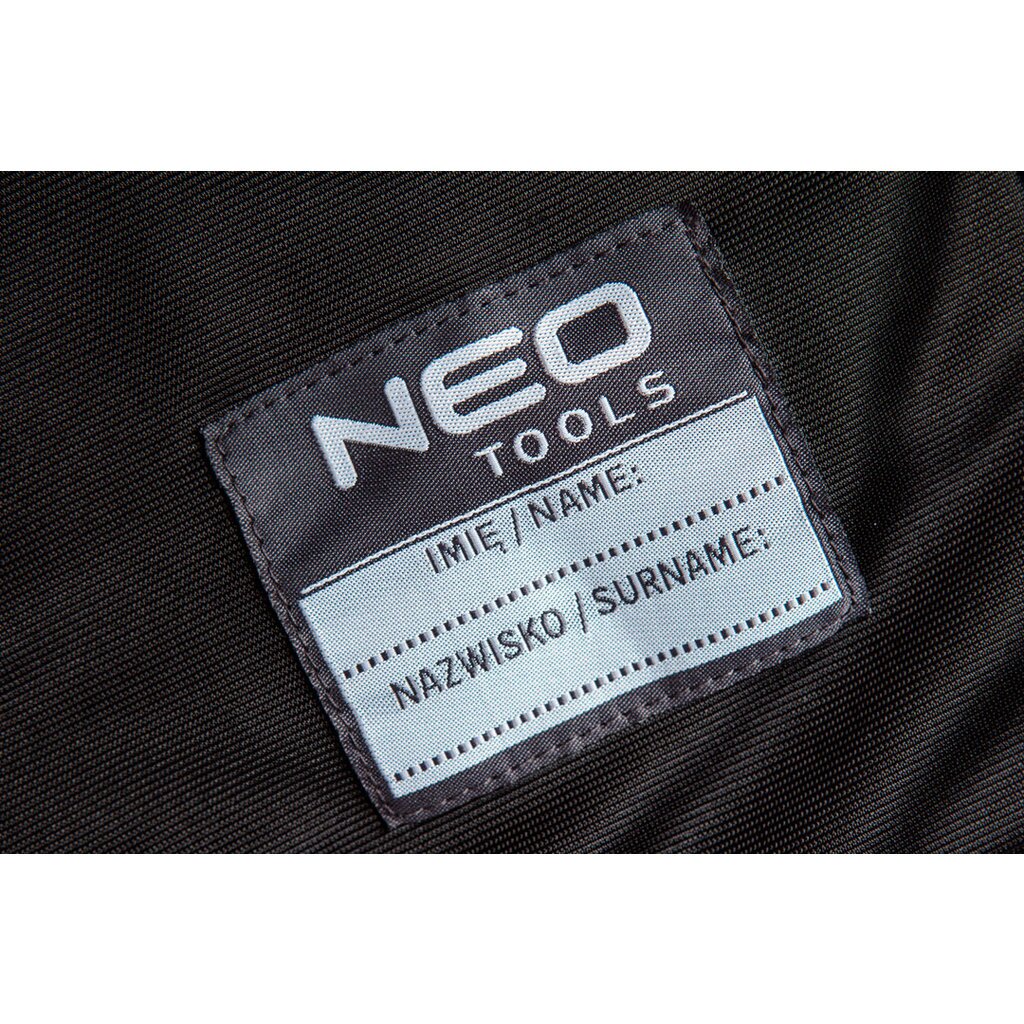 NEO
TOOLS
IMIĘ / NAME:
NAZWISKO / SURNAME: